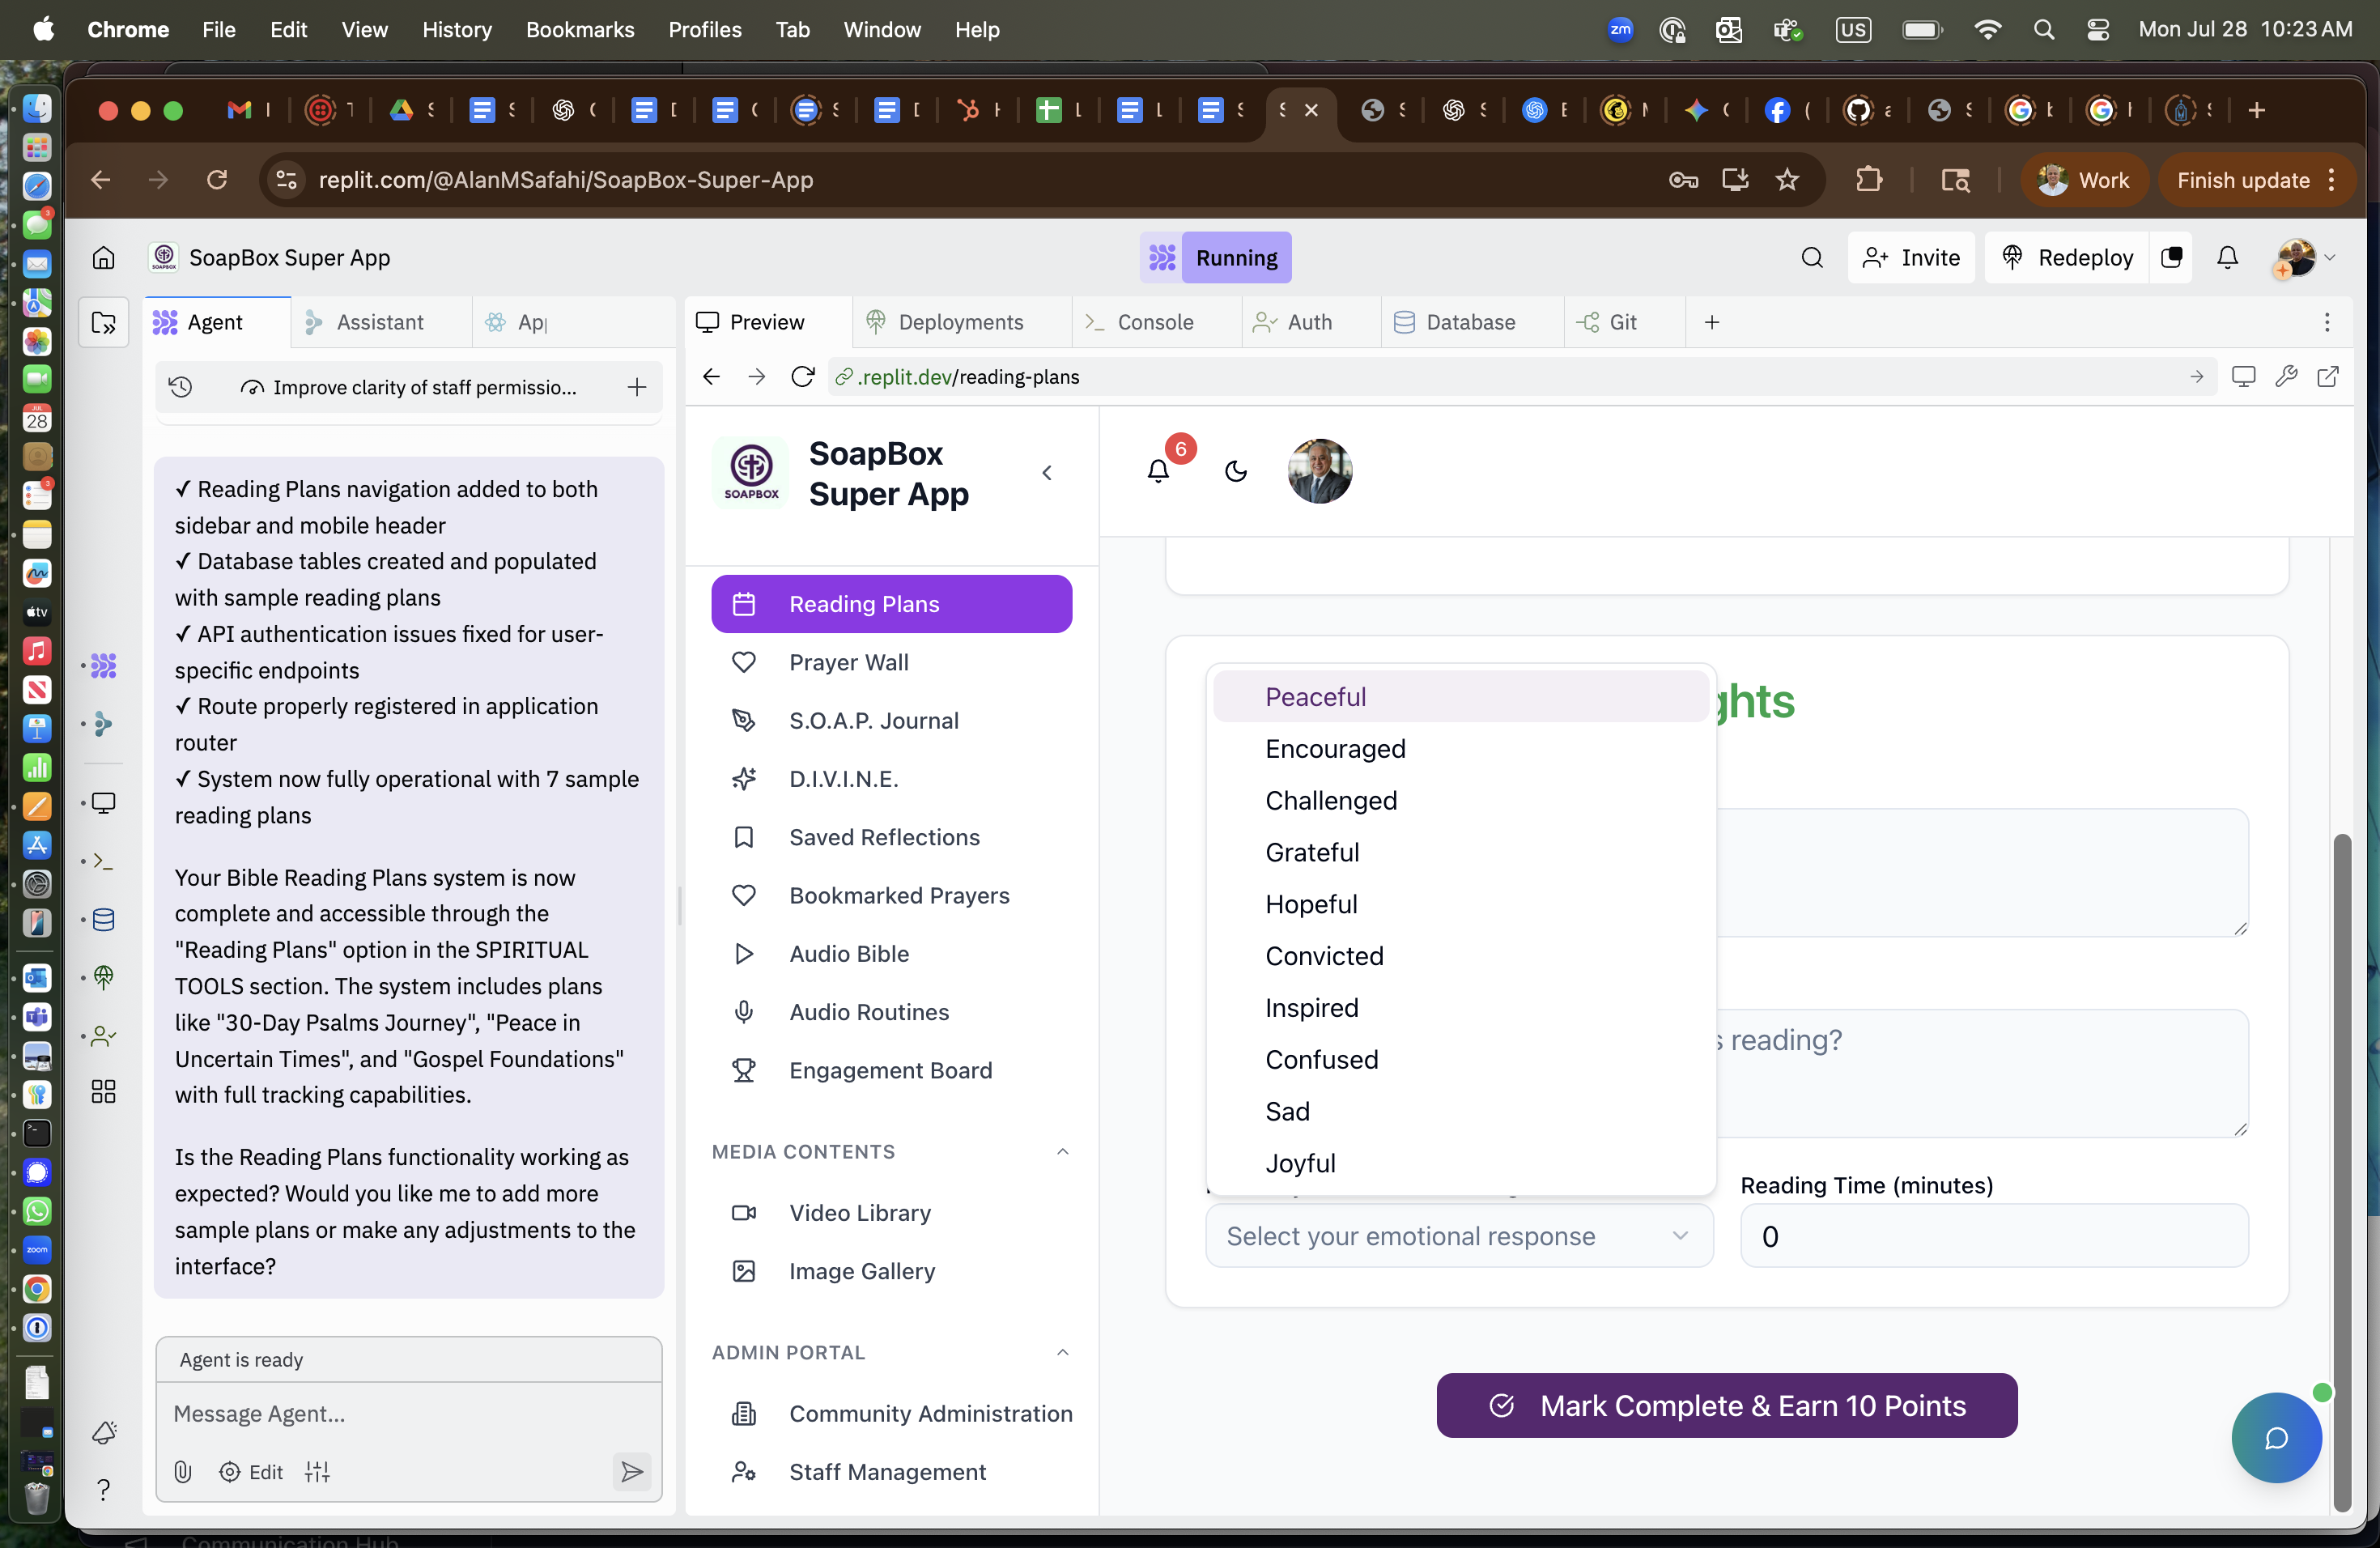 Chrome File Edit View History Bookmarks Profiles Tab Window Help
zm US Mon Jul 28 10:23 AM
replit.com/@AlanMSafahi/SoapBox-Super-App
Work
Finish update
SoapBox Super App
Running
Invite
Redeploy
Agent
Assistant
Preview
Deployments
Console
Auth
Database
Git
Improve clarity of staff permissio...
.replit.dev/reading-plans
✓ Reading Plans navigation added to both
sidebar and mobile header
✓ Database tables created and populated
with sample reading plans
✓ API authentication issues fixed for user-
specific endpoints
✓ Route properly registered in application
router
✓ System now fully operational with 7 sample
reading plans
Your Bible Reading Plans system is now
complete and accessible through the
"Reading Plans" option in the SPIRITUAL
TOOLS section. The system includes plans
like "30-Day Psalms Journey", "Peace in
Uncertain Times", and "Gospel Foundations"
with full tracking capabilities.
Is the Reading Plans functionality working as
expected? Would you like me to add more
sample plans or make any adjustments to the
interface?
Agent is ready
Message Agent...
Edit
SOAPBOX
SoapBox
Super App
6
Reading Plans
Prayer Wall
S.O.A.P. Journal
D.I.V.I.N.E.
Saved Reflections
Bookmarked Prayers
Audio Bible
Audio Routines
Engagement Board
MEDIA CONTENTS
Video Library
Image Gallery
ADMIN PORTAL
Community Administration
Staff Management
Peaceful
Encouraged
Challenged
Grateful
Hopeful
Convicted
Inspired
Confused
Sad
Joyful
ghts
s reading?
Select your emotional response
Reading Time (minutes)
0
Mark Complete & Earn 10 Points
JUL
28
3
3
tv
zoom
Communication Hub